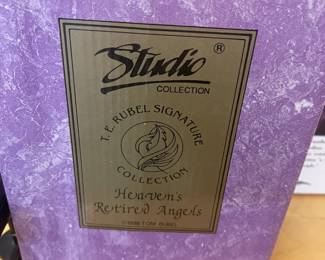 Studio ®
COLLECTION
T.E. RUBEL SIGNATURE
COLLECTION
Heaven's
Retired Angels